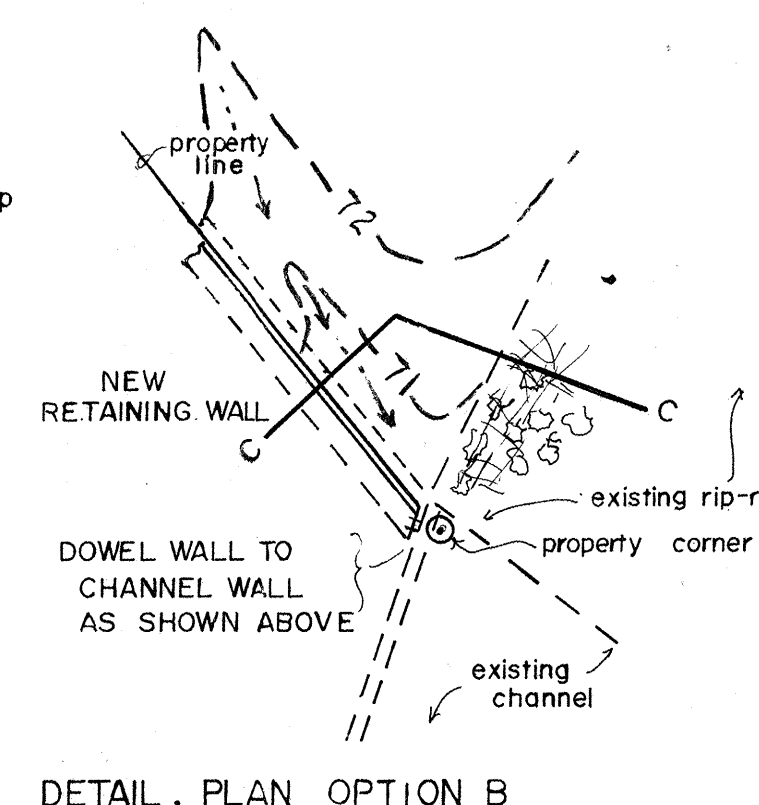 p
property
line
72
NEW
RETAINING WALL
71
C
C
existing rip-r
property corner
DOWEL WALL TO
CHANNEL WALL
AS SHOWN ABOVE
existing
channel
DETAIL. PLAN OPTION B